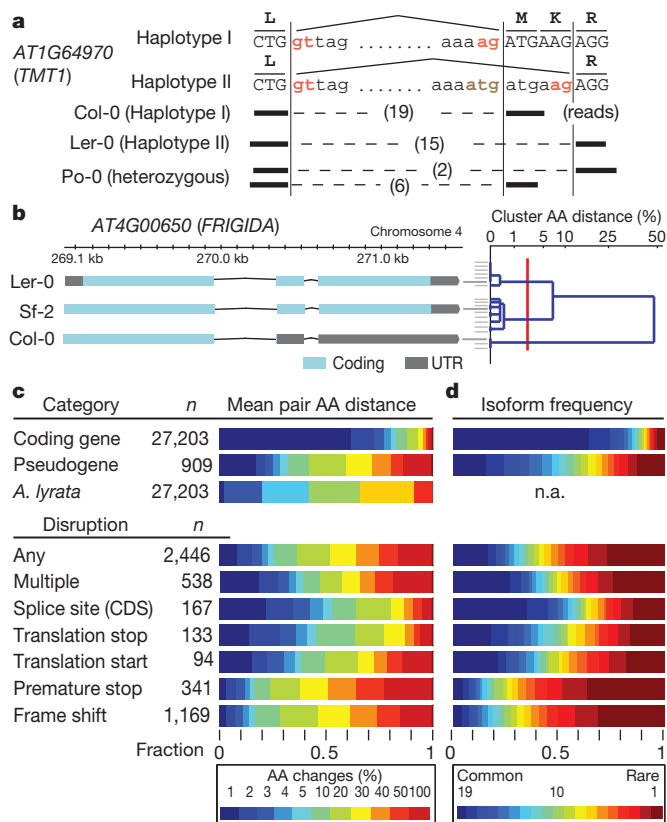 a
AT1G64970
(TMT1)
L M K R
Haplotype I CTG gttag ........ aaaag ATGAAGAGG
L R
Haplotype II CTG gttag ........ aaaatg atgaag AGG
Col-0 (Haplotype I) (19) (reads)
Ler-0 (Haplotype II) (15)
Po-0 (heterozygous) (2)
(6)
b AT4G00650 (FRIGIDA) Cluster AA distance (%)
Chromosome 4 0 1 5 10 25 50
269.1 kb 270.0 kb 271.0 kb
Ler-0
Sf-2
Col-0
Coding UTR
c d
Category n Mean pair AA distance Isoform frequency
Coding gene 27,203
Pseudogene 909
A. lyrata 27,203 n.a.
Disruption n
Any 2,446
Multiple 538
Splice site (CDS) 167
Translation stop 133
Translation start 94
Premature stop 341
Frame shift 1,169
Fraction 0.5 1 0.5 1
AA changes (%) Common Rare
1 2 3 4 5 10 20 30 40 50 100 19 10 1